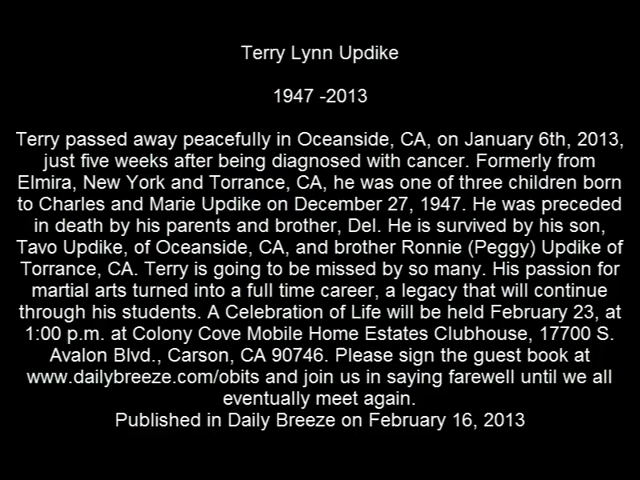 Terry Lynn Updike
1947 -2013
Terry passed away peacefully in Oceanside, CA, on January 6th, 2013,
just five weeks after being diagnosed with cancer. Formerly from
Elmira, New York and Torrance, CA, he was one of three children born
to Charles and Marie Updike on December 27, 1947. He was preceded
in death by his parents and brother, Del. He is survived by his son,
Tavo Updike, of Oceanside, CA, and brother Ronnie (Peggy) Updike of
Torrance, CA. Terry is going to be missed by so many. His passion for
martial arts turned into a full time career, a legacy that will continue
through his students. A Celebration of Life will be held February 23, at
1:00 p.m. at Colony Cove Mobile Home Estates Clubhouse, 17700 S.
Avalon Blvd., Carson, CA 90746. Please sign the guest book at
www.dailybreeze.com/obits and join us in saying farewell until we all
eventually meet again.
Published in Daily Breeze on February 16, 2013